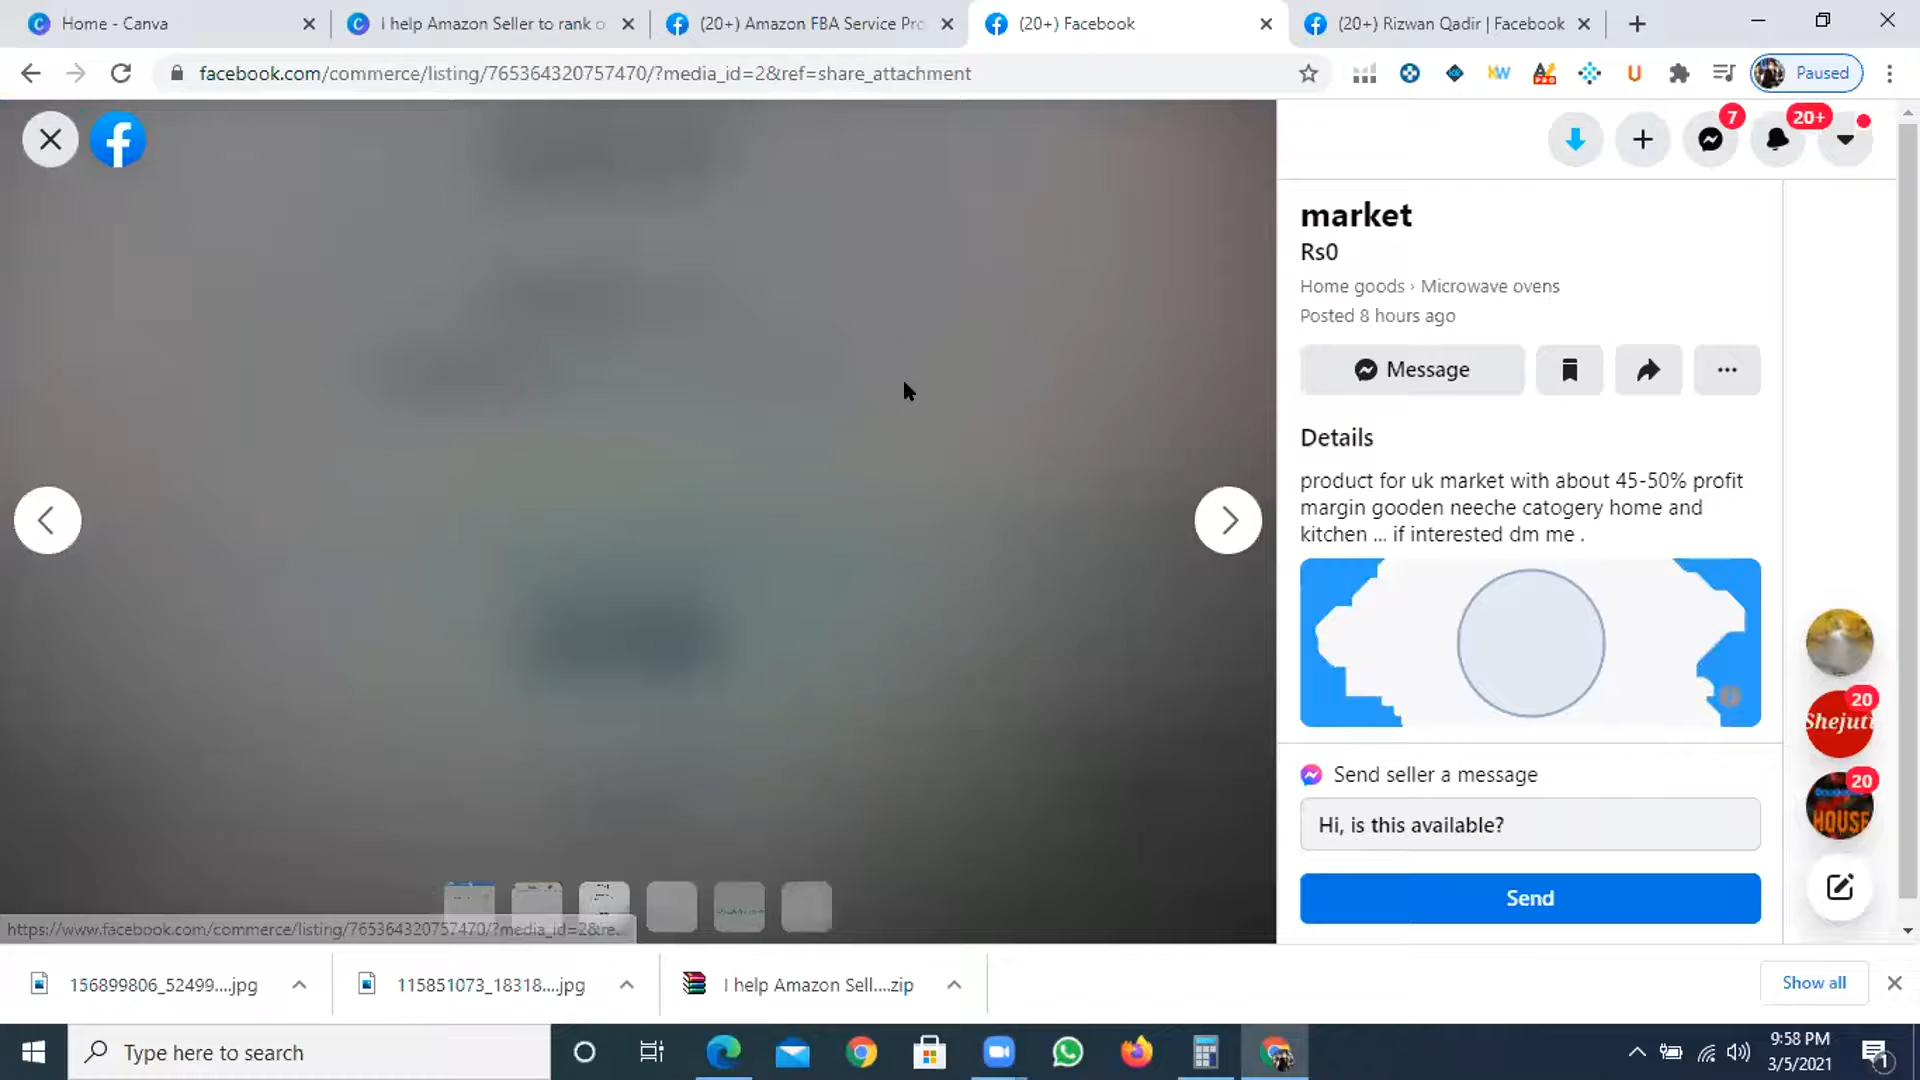 Home - Canva
I help Amazon Seller to rank o
(20+) Amazon FBA Service Pro
(20+) Facebook
(20+) Rizwan Qadir | Facebook
facebook.com/commerce/listing/765364320757470/?media_id=2&ref=share_attachment
Paused
7
20+
market
Rs0
Home goods › Microwave ovens
Posted 8 hours ago
Message
Details
product for uk market with about 45-50% profit
margin gooden neeche catogery home and
kitchen ... if interested dm me .
20
Shejuti
20
HOUSE
Send seller a message
Hi, is this available?
Send
https://www.facebook.com/commerce/listing/765364320757470/?media_id=2&re...
156899806_52499....jpg
115851073_18318....jpg
I help Amazon Sell....zip
Show all
Type here to search
9:58 PM
3/5/2021
1